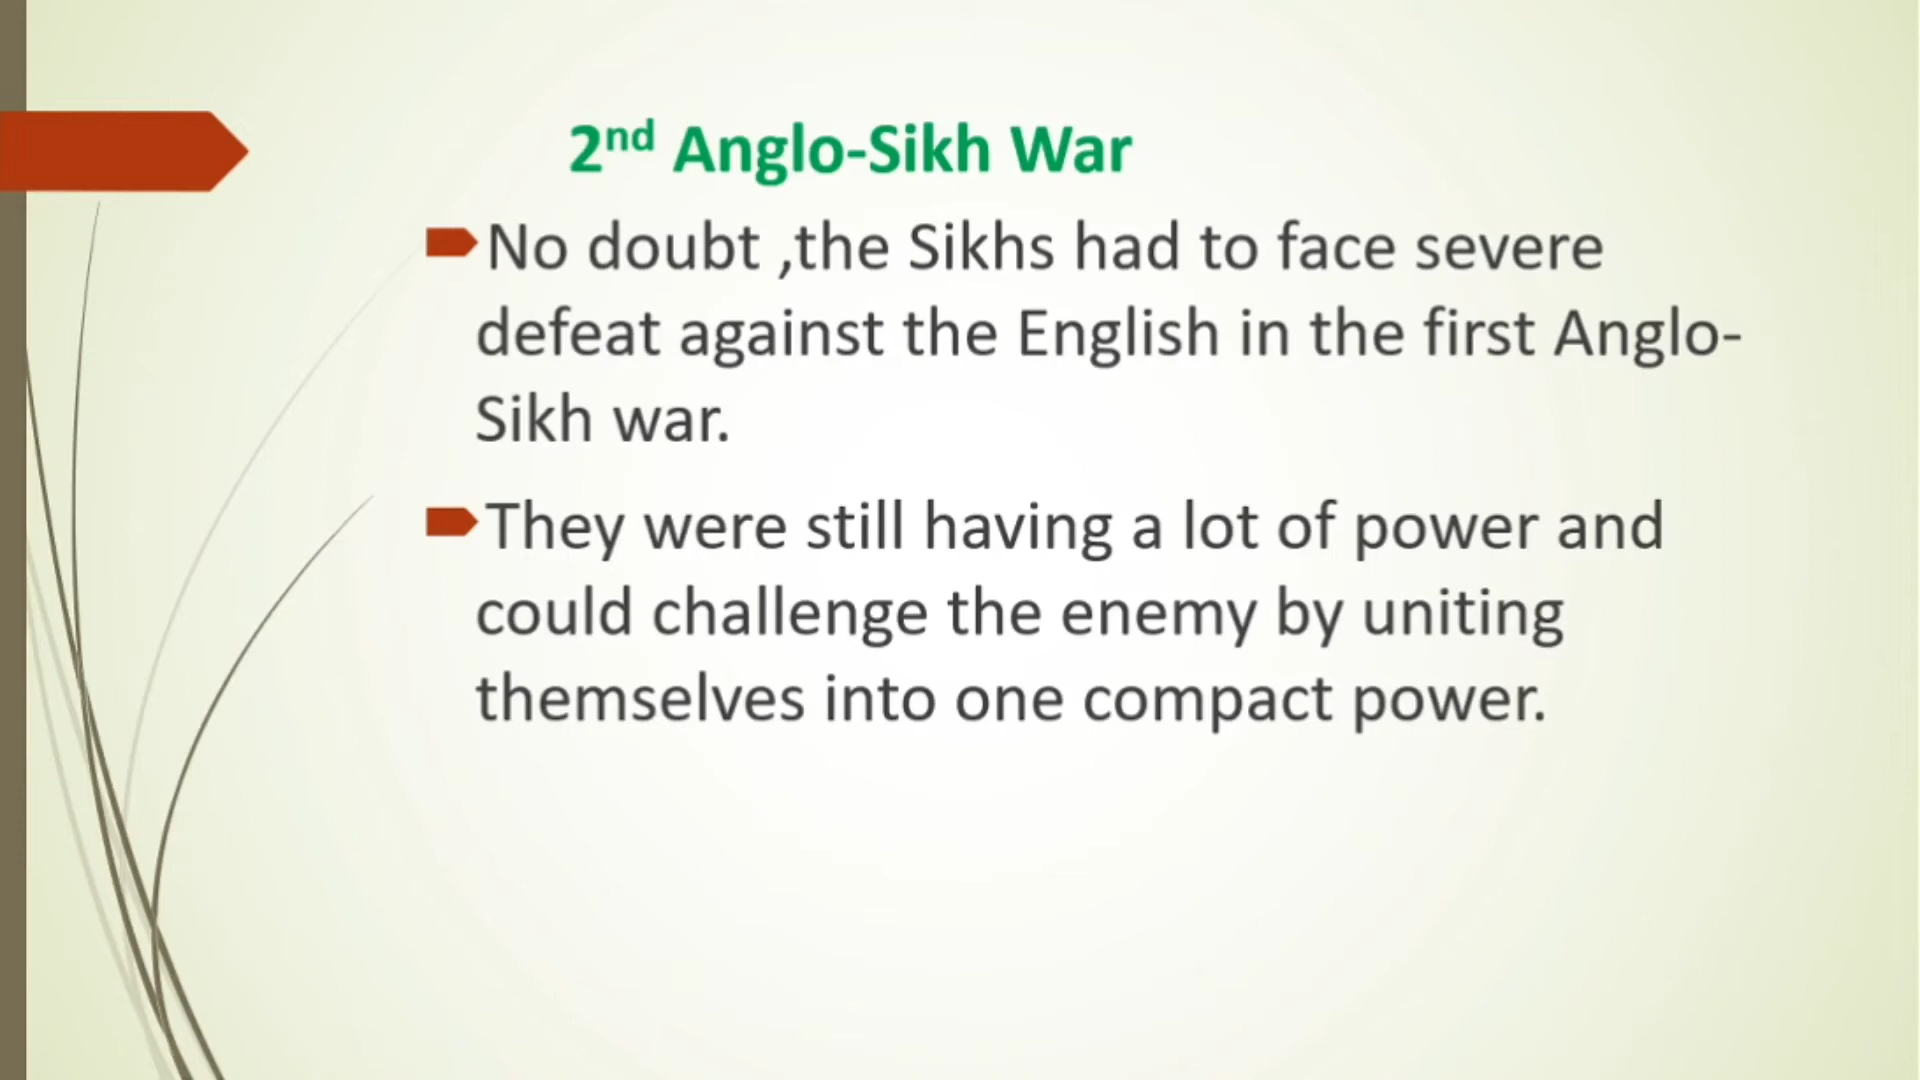 2nd Anglo-Sikh War
No doubt ,the Sikhs had to face severe
defeat against the English in the first Anglo-
Sikh war.
They were still having a lot of power and
could challenge the enemy by uniting
themselves into one compact power.